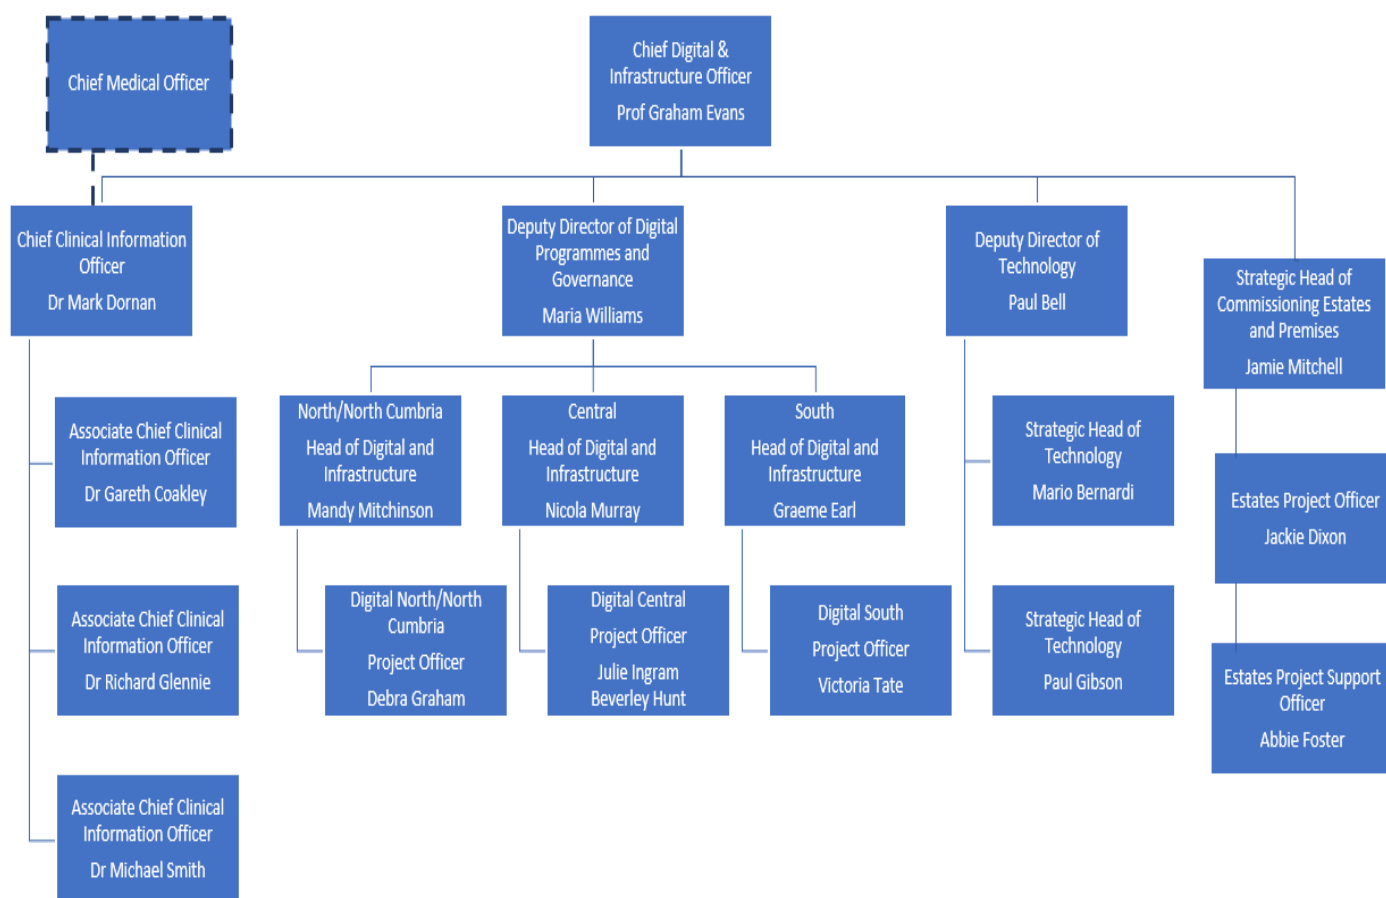 Chief Medical Officer
Chief Digital &
Infrastructure Officer
Prof Graham Evans
Chief Clinical Information
Officer
Dr Mark Dornan
Deputy Director of Digital
Programmes and
Governance
Maria Williams
Deputy Director of
Technology
Paul Bell
Strategic Head of
Commissioning Estates
and Premises
Jamie Mitchell
Associate Chief Clinical
Information Officer
Dr Gareth Coakley
North/North Cumbria
Head of Digital and
Infrastructure
Mandy Mitchinson
Central
Head of Digital and
Infrastructure
Nicola Murray
South
Head of Digital and
Infrastructure
Graeme Earl
Strategic Head of
Technology
Mario Bernardi
Estates Project Officer
Jackie Dixon
Associate Chief Clinical
Information Officer
Dr Richard Glennie
Digital North/North
Cumbria
Project Officer
Debra Graham
Digital Central
Project Officer
Julie Ingram
Beverley Hunt
Digital South
Project Officer
Victoria Tate
Strategic Head of
Technology
Paul Gibson
Estates Project Support
Officer
Abbie Foster
Associate Chief Clinical
Information Officer
Dr Michael Smith